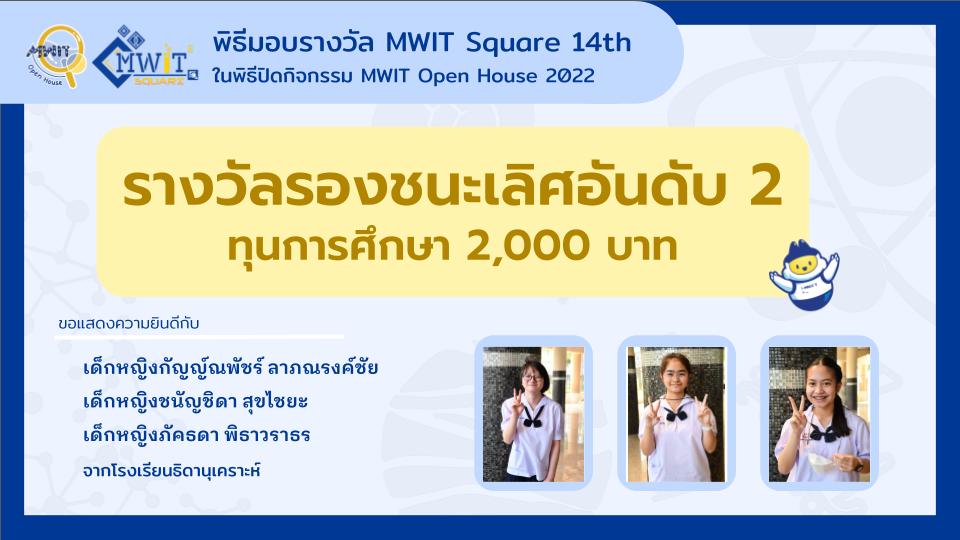 MWIT
Open House
MWIT
SQUARE
พิธีมอบรางวัล MWIT Square 14th
ในพิธีปิดกิจกรรม MWIT Open House 2022
รางวัลรองชนะเลิศอันดับ 2
ทุนการศึกษา 2,000 บาท
ขอแสดงความยินดีกับ
เด็กหญิงกัญญ์ณพัชร์ ลาภณรงค์ชัย
เด็กหญิงชนัญชิดา สุขไชยะ
เด็กหญิงภัคธดา พิธาวราธร
จากโรงเรียนธิดานุเคราะห์